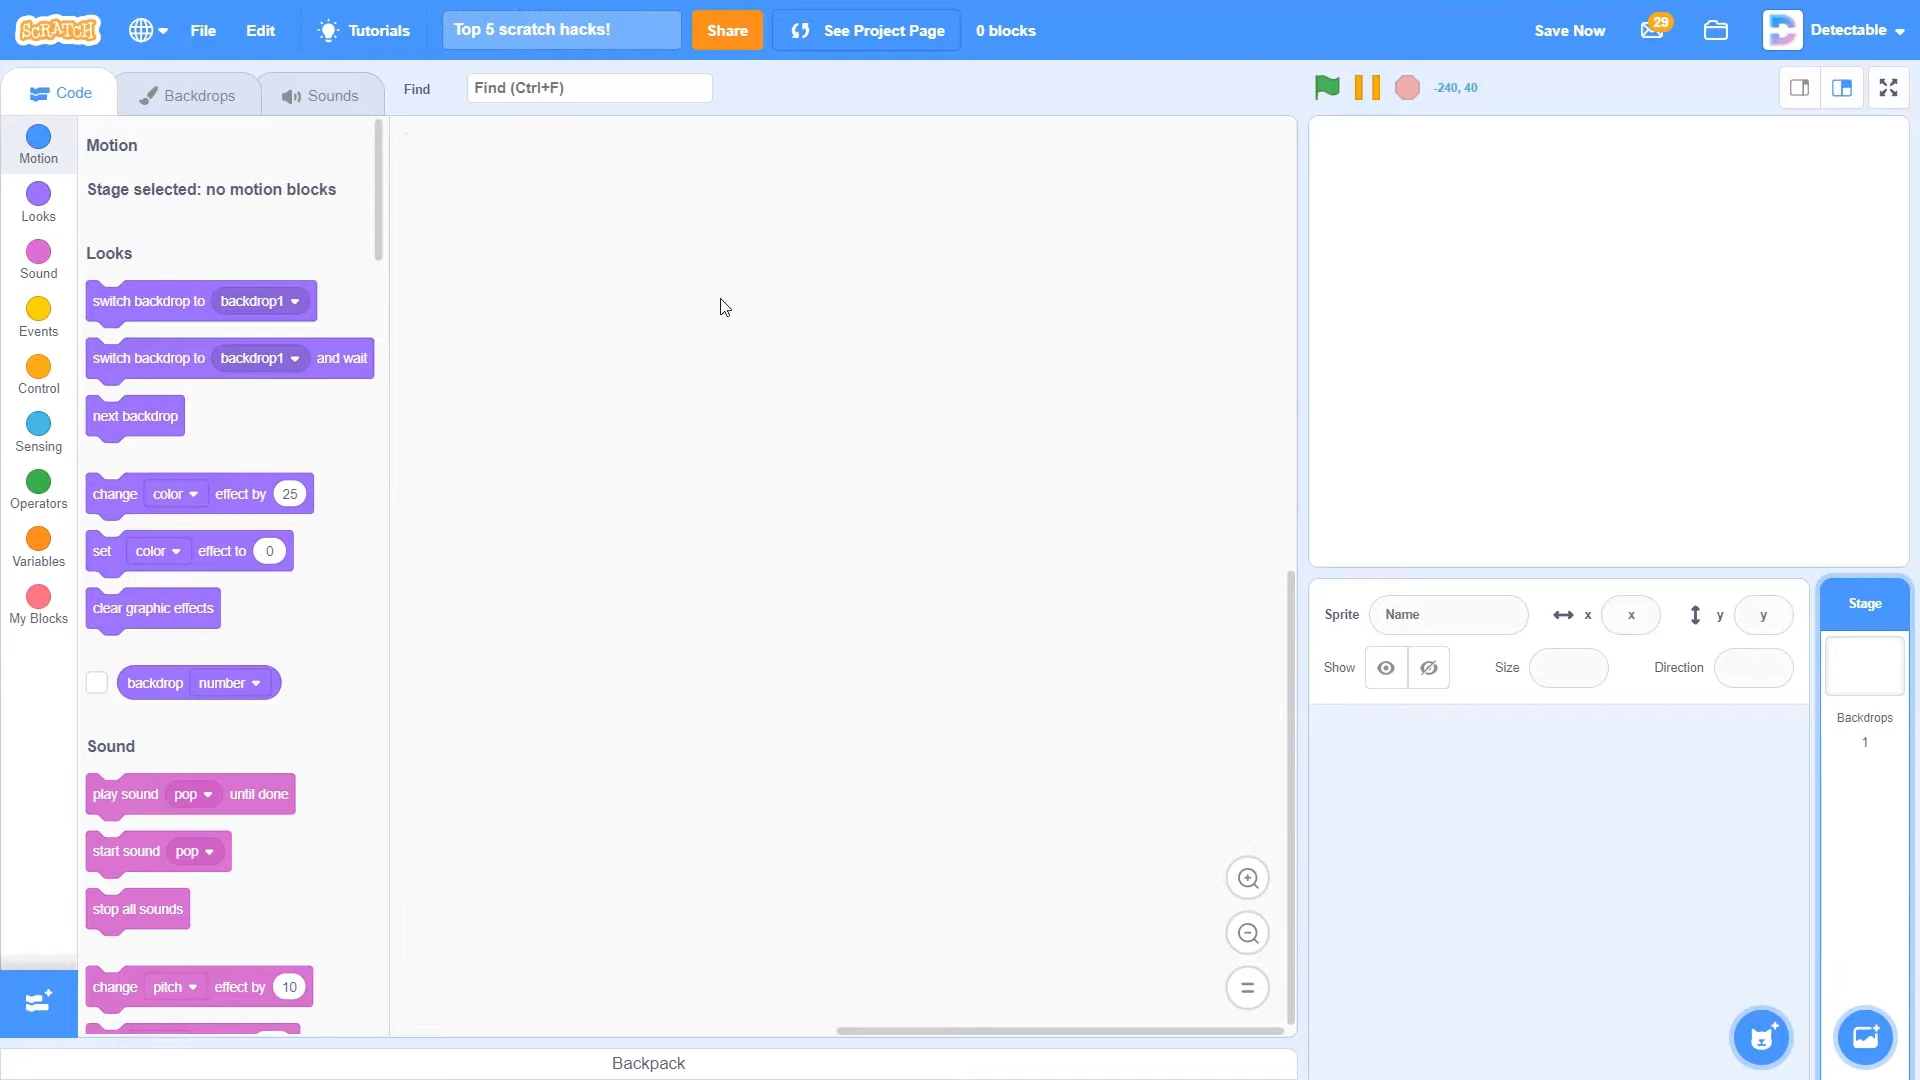 SCRATCH
File
Edit
Tutorials
Top 5 scratch hacks!
Share
See Project Page
0 blocks
Save Now
29
Detectable
Code
Backdrops
Sounds
Find
Find (Ctrl+F)
-240, 40
Motion
Looks
Sound
Events
Control
Sensing
Operators
Variables
My Blocks
Motion
Stage selected: no motion blocks
Looks
switch backdrop to backdrop1
switch backdrop to backdrop1 and wait
next backdrop
change color effect by 25
set color effect to 0
clear graphic effects
backdrop number
Sound
play sound pop until done
start sound pop
stop all sounds
change pitch effect by 10
Sprite Name x x y y
Show Size Direction
Stage
Backdrops
1
Backpack